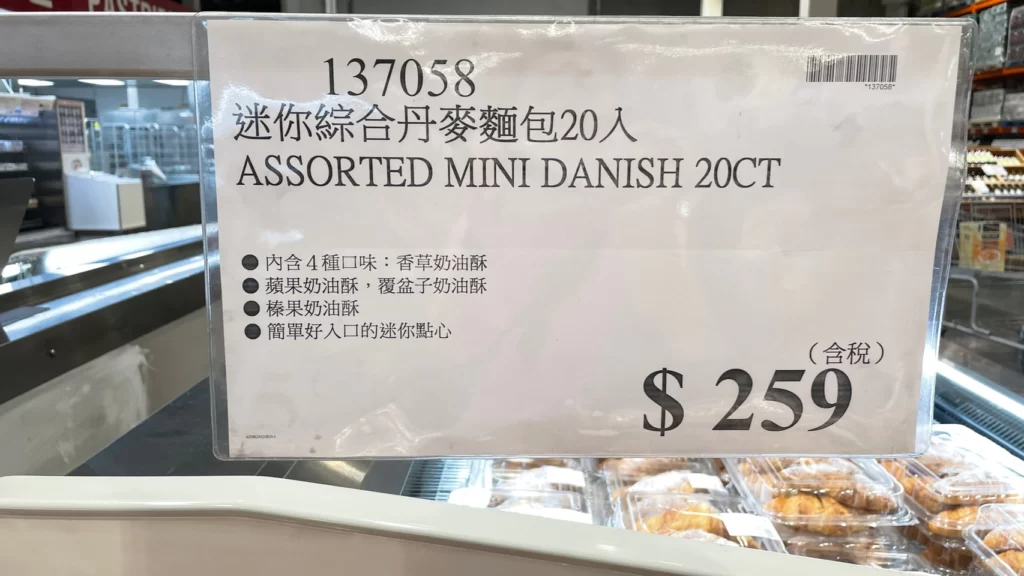 137058
*137058*
迷你綜合丹麥麵包20入
ASSORTED MINI DANISH 20CT
● 內含4種口味：香草奶油酥
● 蘋果奶油酥，覆盆子奶油酥
● 榛果奶油酥
● 簡單好入口的迷你點心
（含稅）
$ 259